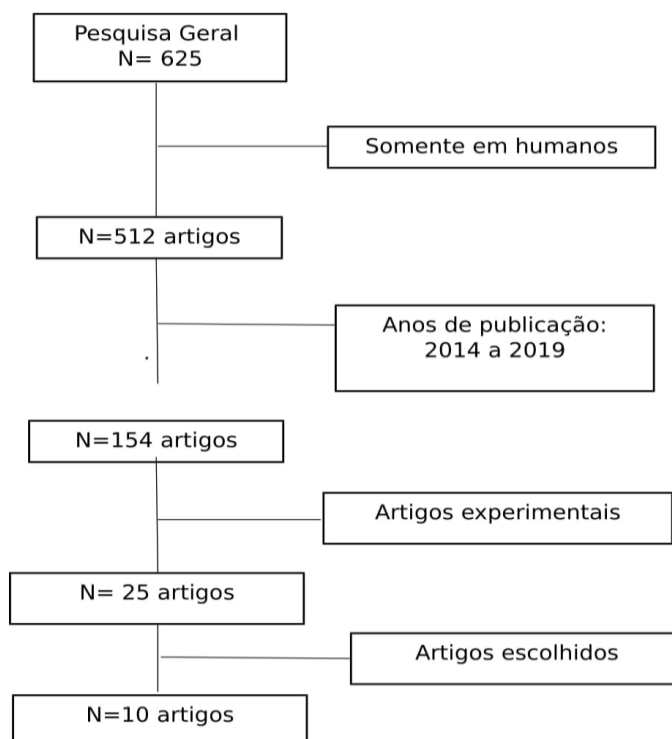 Pesquisa Geral
N= 625
Somente em humanos
N=512 artigos
Anos de publicação:
2014 a 2019
.
N=154 artigos
Artigos experimentais
N= 25 artigos
Artigos escolhidos
N=10 artigos